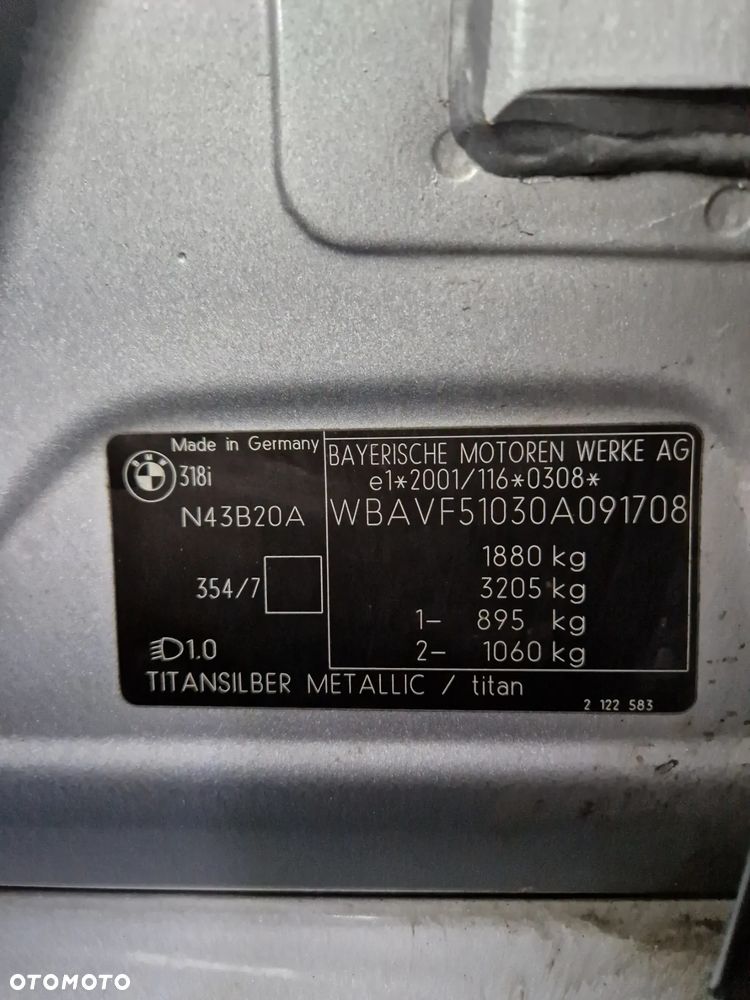 Made in Germany
BMW
318i
N43B20A
354/7
1.0
BAYERISCHE MOTOREN WERKE AG
e1*2001/116*0308*
WBAVF51030A091708
1880 kg
3205 kg
1- 895 kg
2- 1060 kg
TITANSILBER METALLIC / titan
2 122 583
OTOMOTO